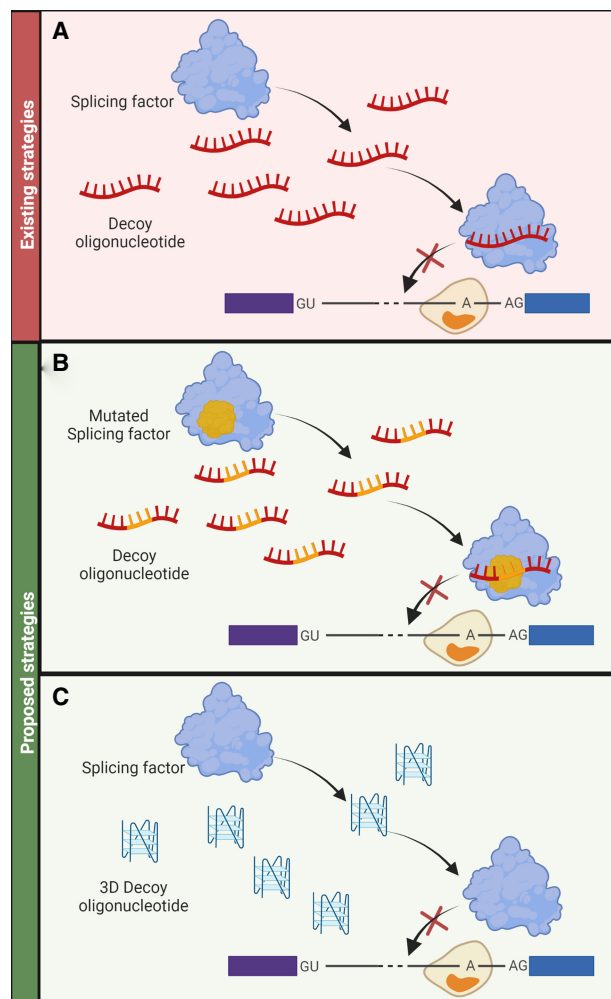 Existing strategies
A
Splicing factor
Decoy
oligonucleotide
GU
A
AG
Proposed strategies
B
Mutated
Splicing factor
Decoy
oligonucleotide
GU
A
AG
C
Splicing factor
3D Decoy
oligonucleotide
GU
A
AG